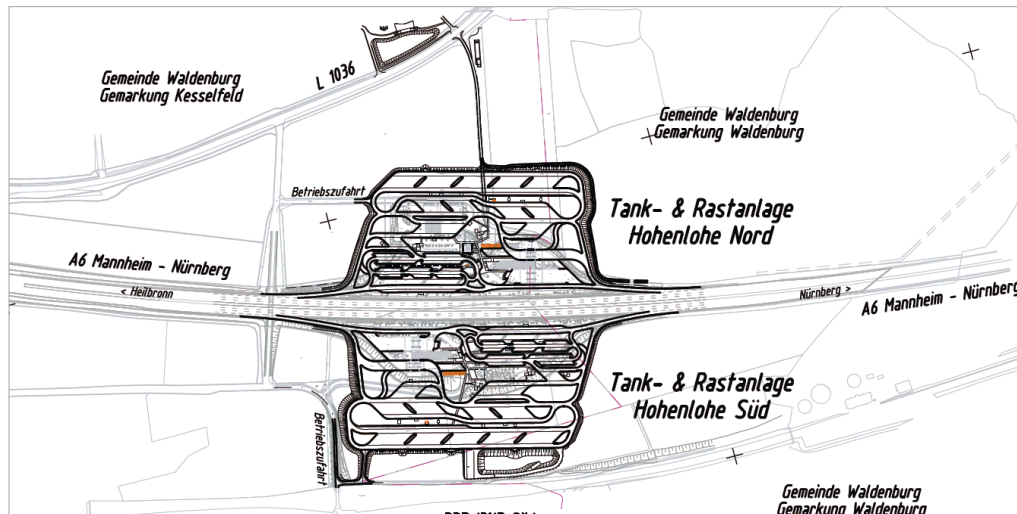 Gemeinde Waldenburg
Gemarkung Kesselfeld
L 1036
Gemeinde Waldenburg
Gemarkung Waldenburg
Betriebszufahrt
Tank- & Rastanlage
Hohenlohe Nord
A6 Mannheim - Nürnberg
< Heilbronn
Nürnberg >
A6 Mannheim - Nürnberg
Tank- & Rastanlage
Hohenlohe Süd
Betriebszufahrt
Gemeinde Waldenburg
Gemarkung Waldenburg